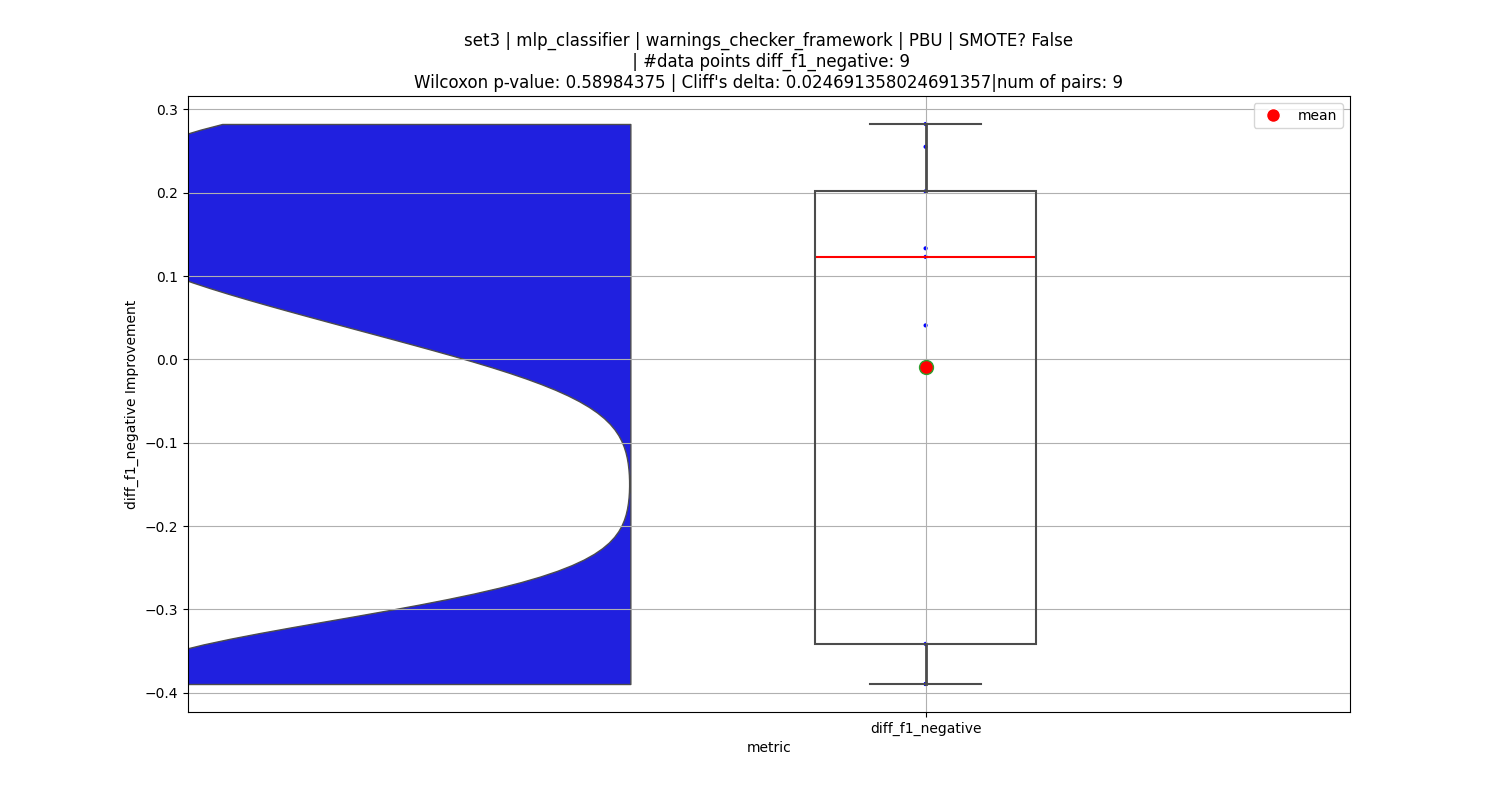 set3 | mlp_classifier | warnings_checker_framework | PBU | SMOTE? False
| #data points diff_f1_negative: 9
Wilcoxon p-value: 0.58984375 | Cliff's delta: 0.024691358024691357|num of pairs: 9
mean
0.3
0.2
0.1
0.0
−0.1
−0.2
−0.3
−0.4
diff_f1_negative Improvement
diff_f1_negative
metric